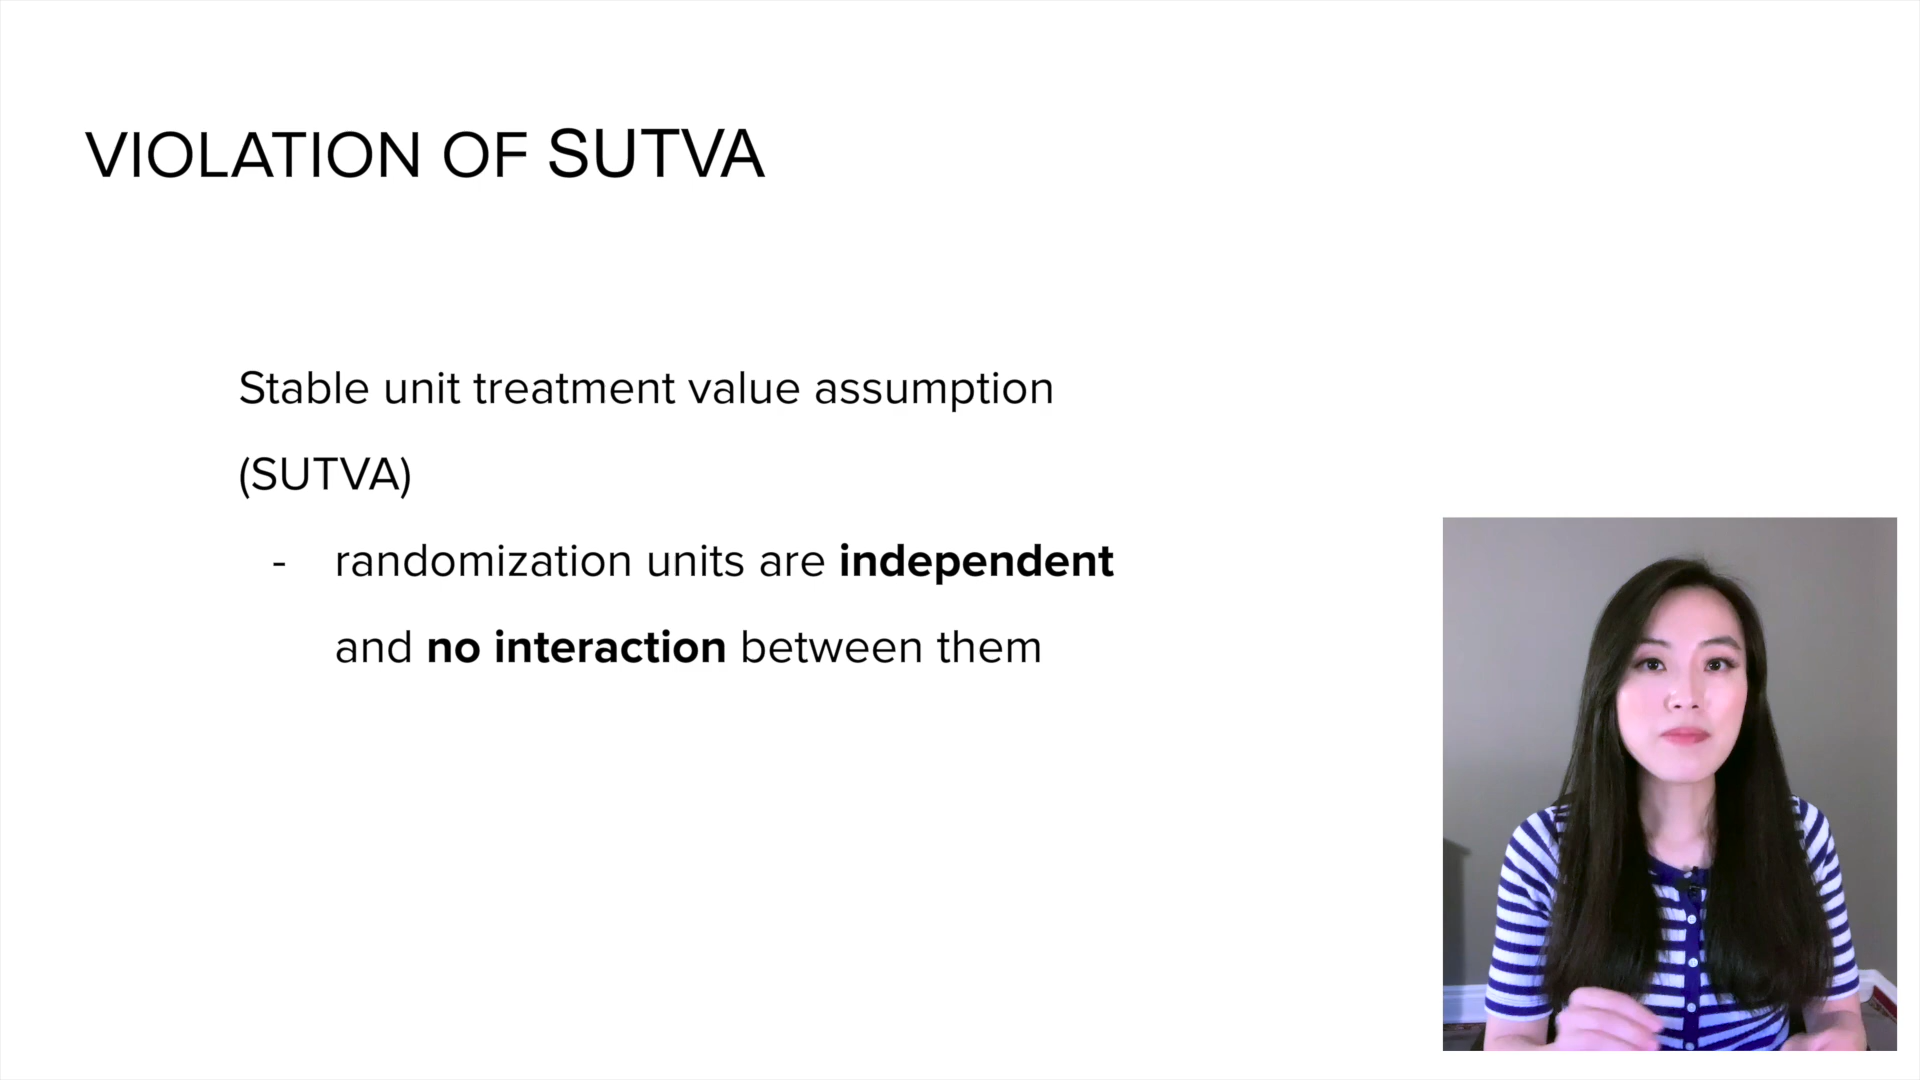 VIOLATION OF SUTVA
Stable unit treatment value assumption
(SUTVA)
- randomization units are independent
and no interaction between them